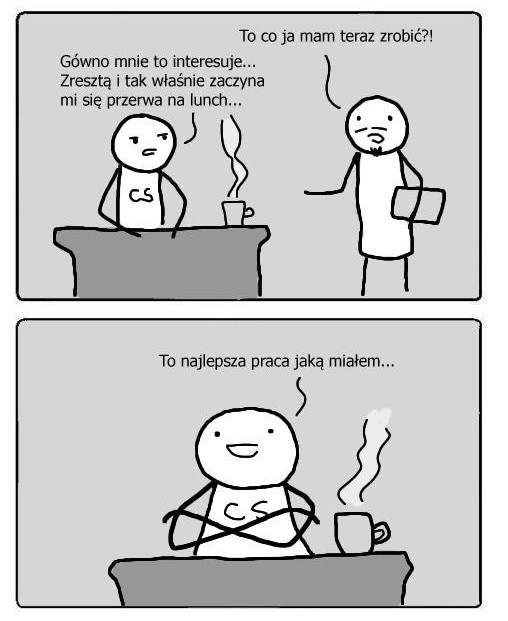 To co ja mam teraz zrobić?!
Gówno mnie to interesuje...
Zresztą i tak właśnie zaczyna
mi się przerwa na lunch...
CS
To najlepsza praca jaką miałem...
CS